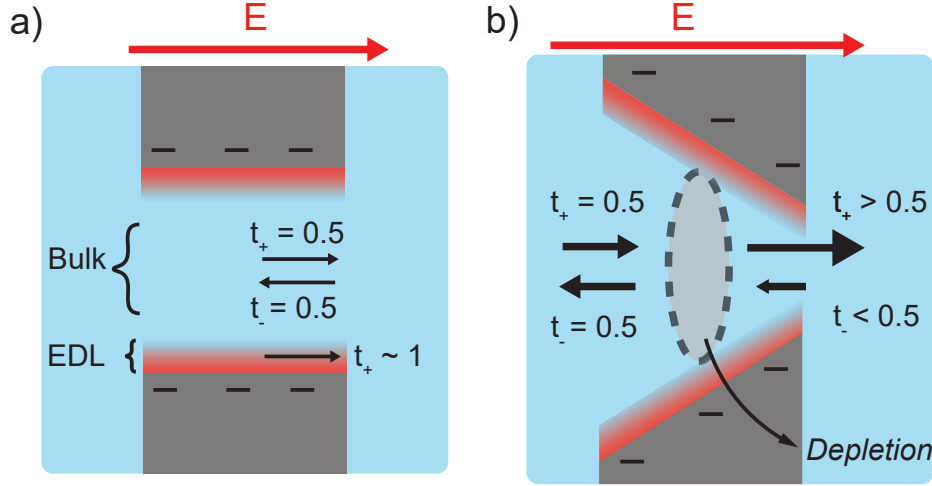 a)
E
t₊ = 0.5
Bulk
t₋ = 0.5
EDL
t₊ ~ 1
b)
E
t₊ = 0.5
t₊ > 0.5
t₋ = 0.5
t₋ < 0.5
Depletion